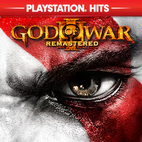 PLAYSTATION. HITS
GOD OF WAR
III
REMASTERED